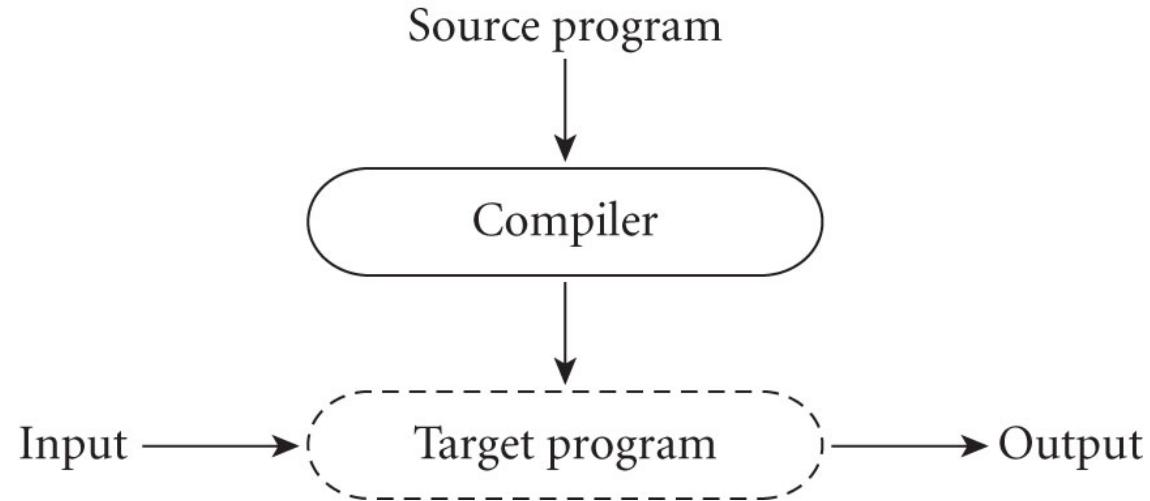 Source program
Compiler
Input
Target program
Output